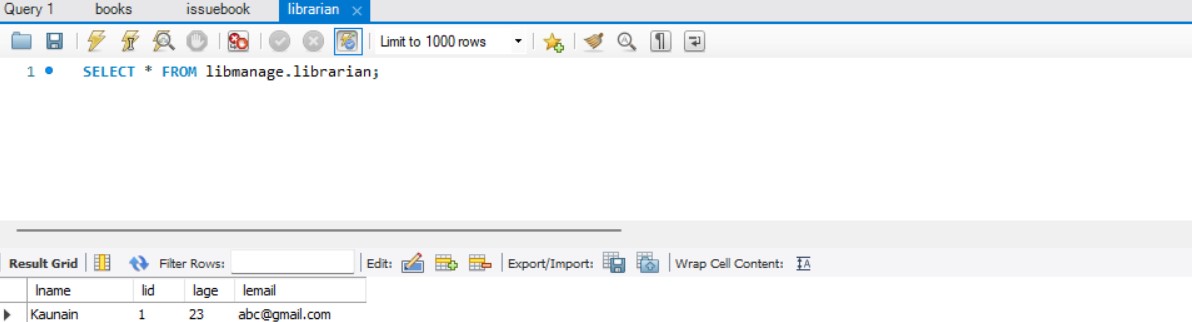 Query 1 books issuebook librarian
Limit to 1000 rows
1 SELECT * FROM libmanage.librarian;
Result Grid Filter Rows: Edit: Export/Import: Wrap Cell Content:
lname lid lage lemail
Kaunain 1 23 abc@gmail.com